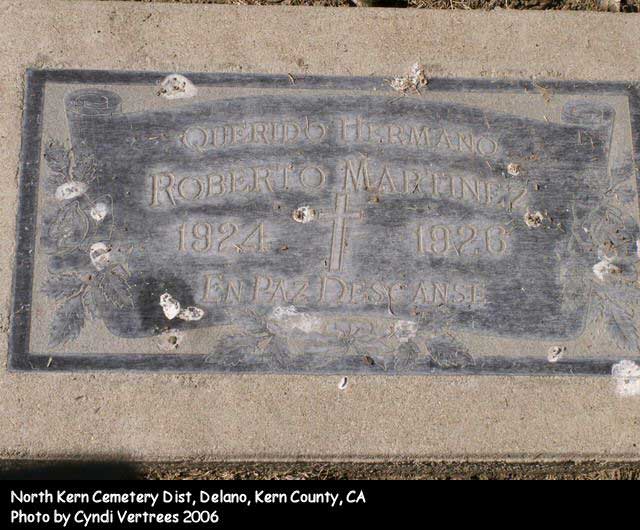 QUERIDO HERMANO
ROBERTO MARTINEZ
1924 1926
EN PAZ DESCANSE
North Kern Cemetery Dist, Delano, Kern County, CA
Photo by Cyndi Vertrees 2006